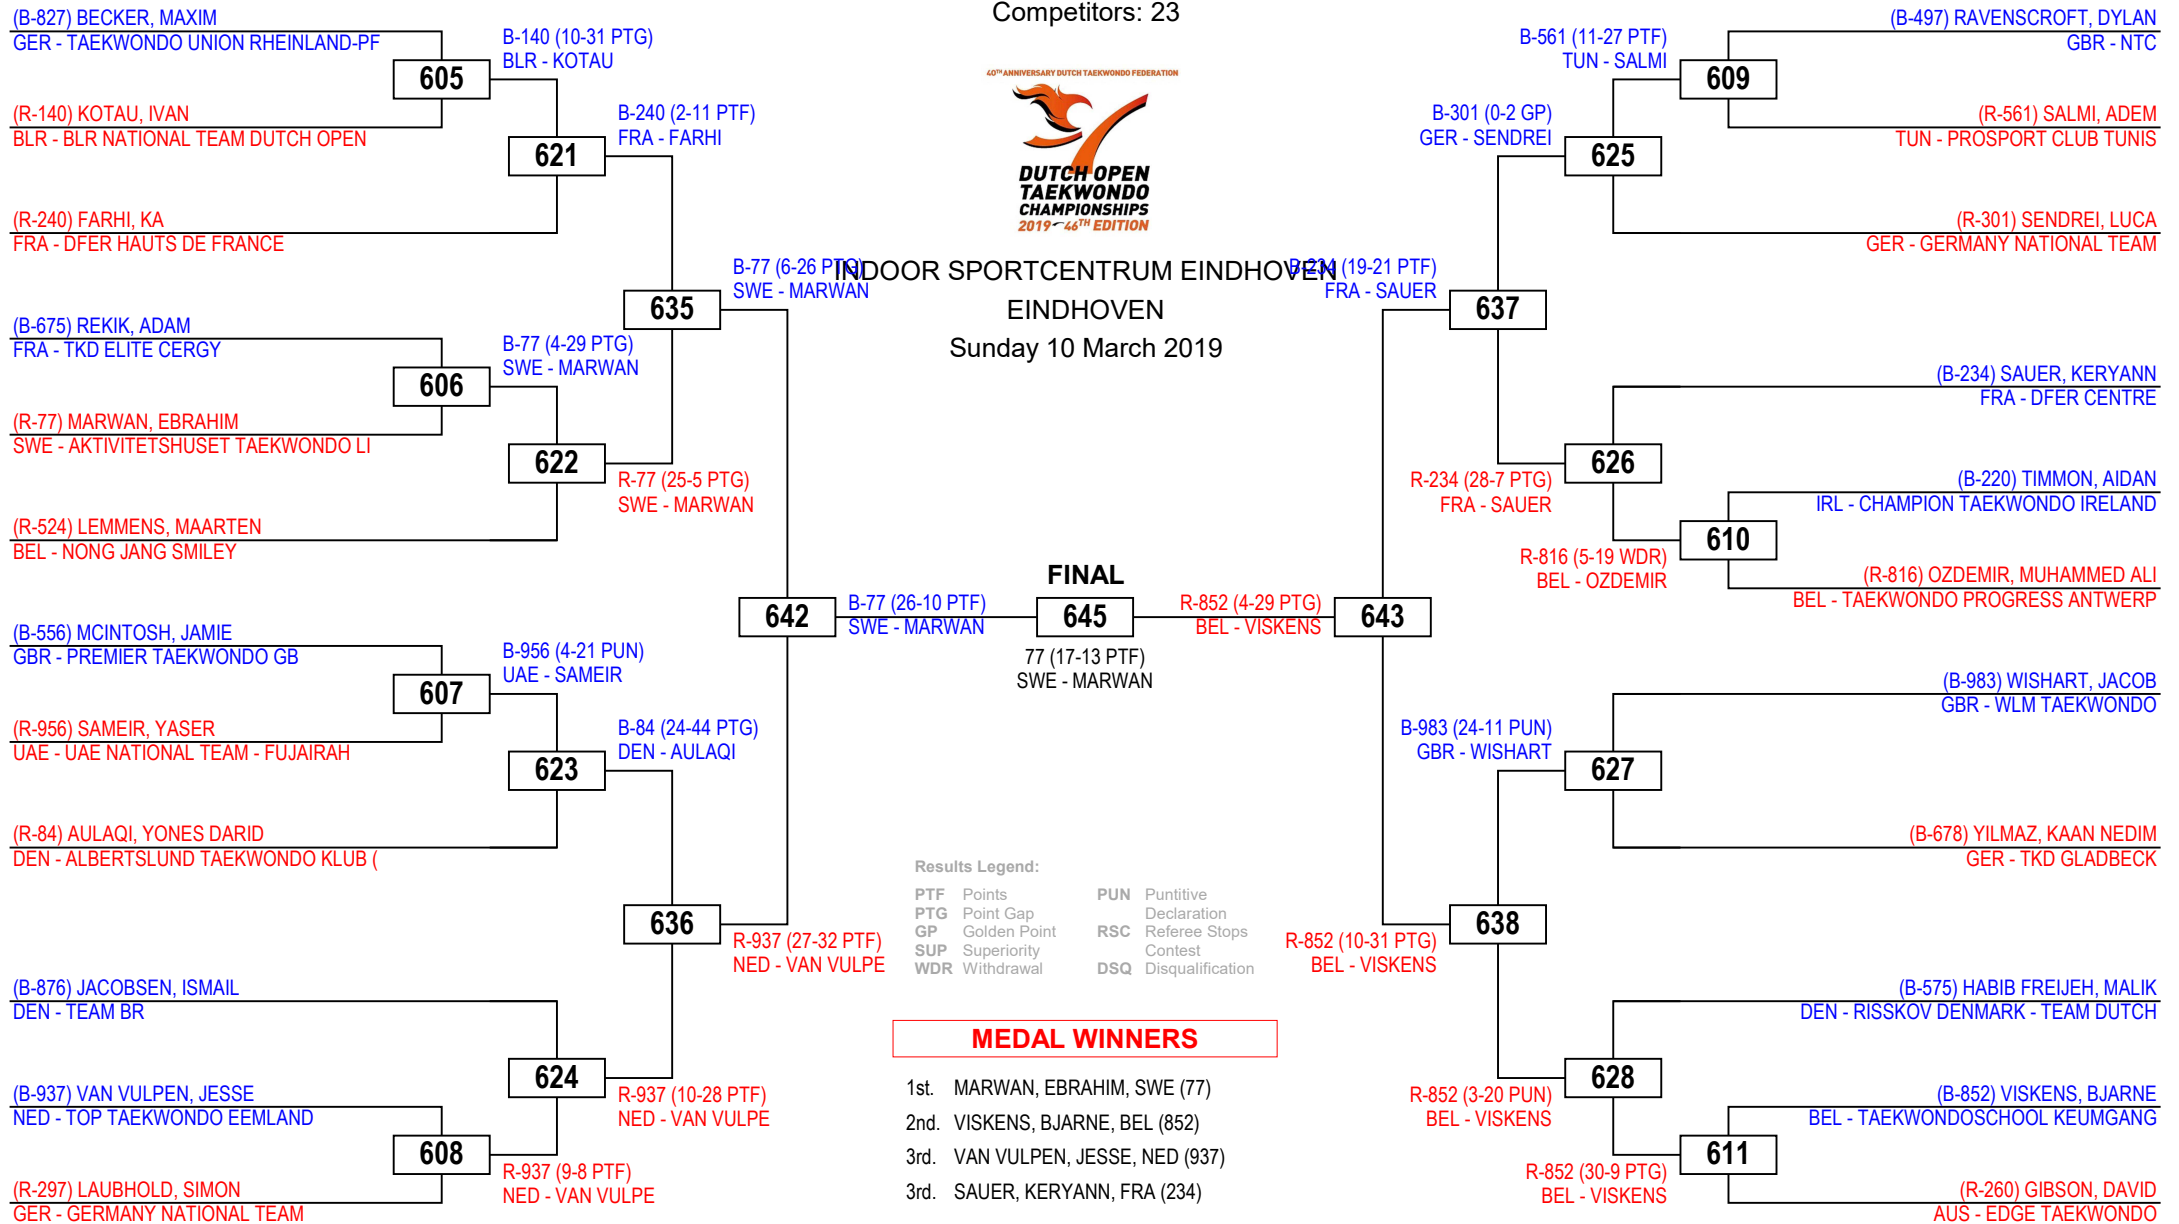 Competitors: 23
40TH ANNIVERSARY DUTCH TAEKWONDO FEDERATION
DUTCH OPEN
TAEKWONDO
CHAMPIONSHIPS
2019 ~ 46TH EDITION
INDOOR SPORTCENTRUM EINDHOVEN
EINDHOVEN
Sunday 10 March 2019
(B-827) BECKER, MAXIM
GER - TAEKWONDO UNION RHEINLAND-PF
605
(R-140) KOTAU, IVAN
BLR - BLR NATIONAL TEAM DUTCH OPEN
B-140 (10-31 PTG)
BLR - KOTAU
621
(R-240) FARHI, KA
FRA - DFER HAUTS DE FRANCE
B-240 (2-11 PTF)
FRA - FARHI
635
(B-675) REKIK, ADAM
FRA - TKD ELITE CERGY
606
(R-77) MARWAN, EBRAHIM
SWE - AKTIVITETSHUSET TAEKWONDO LI
B-77 (4-29 PTG)
SWE - MARWAN
622
(R-524) LEMMENS, MAARTEN
BEL - NONG JANG SMILEY
R-77 (25-5 PTG)
SWE - MARWAN
B-77 (6-26 PTG)
SWE - MARWAN
642
(B-556) MCINTOSH, JAMIE
GBR - PREMIER TAEKWONDO GB
607
(R-956) SAMEIR, YASER
UAE - UAE NATIONAL TEAM - FUJAIRAH
B-956 (4-21 PUN)
UAE - SAMEIR
623
(R-84) AULAQI, YONES DARID
DEN - ALBERTSLUND TAEKWONDO KLUB (
B-84 (24-44 PTG)
DEN - AULAQI
636
(B-876) JACOBSEN, ISMAIL
DEN - TEAM BR
624
(B-937) VAN VULPEN, JESSE
NED - TOP TAEKWONDO EEMLAND
608
(R-297) LAUBHOLD, SIMON
GER - GERMANY NATIONAL TEAM
R-937 (9-8 PTF)
NED - VAN VULPE
R-937 (10-28 PTF)
NED - VAN VULPE
R-937 (27-32 PTF)
NED - VAN VULPE
B-77 (26-10 PTF)
SWE - MARWAN
FINAL
645
77 (17-13 PTF)
SWE - MARWAN
R-852 (4-29 PTG)
BEL - VISKENS
643
(B-497) RAVENSCROFT, DYLAN
GBR - NTC
609
(R-561) SALMI, ADEM
TUN - PROSPORT CLUB TUNIS
B-561 (11-27 PTF)
TUN - SALMI
625
(R-301) SENDREI, LUCA
GER - GERMANY NATIONAL TEAM
B-301 (0-2 GP)
GER - SENDREI
637
B-234 (19-21 PTF)
FRA - SAUER
(B-234) SAUER, KERYANN
FRA - DFER CENTRE
626
R-234 (28-7 PTG)
FRA - SAUER
(B-220) TIMMON, AIDAN
IRL - CHAMPION TAEKWONDO IRELAND
610
R-816 (5-19 WDR)
BEL - OZDEMIR
(R-816) OZDEMIR, MUHAMMED ALI
BEL - TAEKWONDO PROGRESS ANTWERP
(B-983) WISHART, JACOB
GBR - WLM TAEKWONDO
B-983 (24-11 PUN)
GBR - WISHART
627
(B-678) YILMAZ, KAAN NEDIM
GER - TKD GLADBECK
638
R-852 (10-31 PTG)
BEL - VISKENS
(B-575) HABIB FREIJEH, MALIK
DEN - RISSKOV DENMARK - TEAM DUTCH
628
R-852 (3-20 PUN)
BEL - VISKENS
(B-852) VISKENS, BJARNE
BEL - TAEKWONDOSCHOOL KEUMGANG
611
R-852 (30-9 PTG)
BEL - VISKENS
(R-260) GIBSON, DAVID
AUS - EDGE TAEKWONDO
Results Legend:
PTF Points
PTG Point Gap
GP Golden Point
SUP Superiority
WDR Withdrawal
PUN Puntitive
Declaration
RSC Referee Stops
Contest
DSQ Disqualification
MEDAL WINNERS
1st. MARWAN, EBRAHIM, SWE (77)
2nd. VISKENS, BJARNE, BEL (852)
3rd. VAN VULPEN, JESSE, NED (937)
3rd. SAUER, KERYANN, FRA (234)